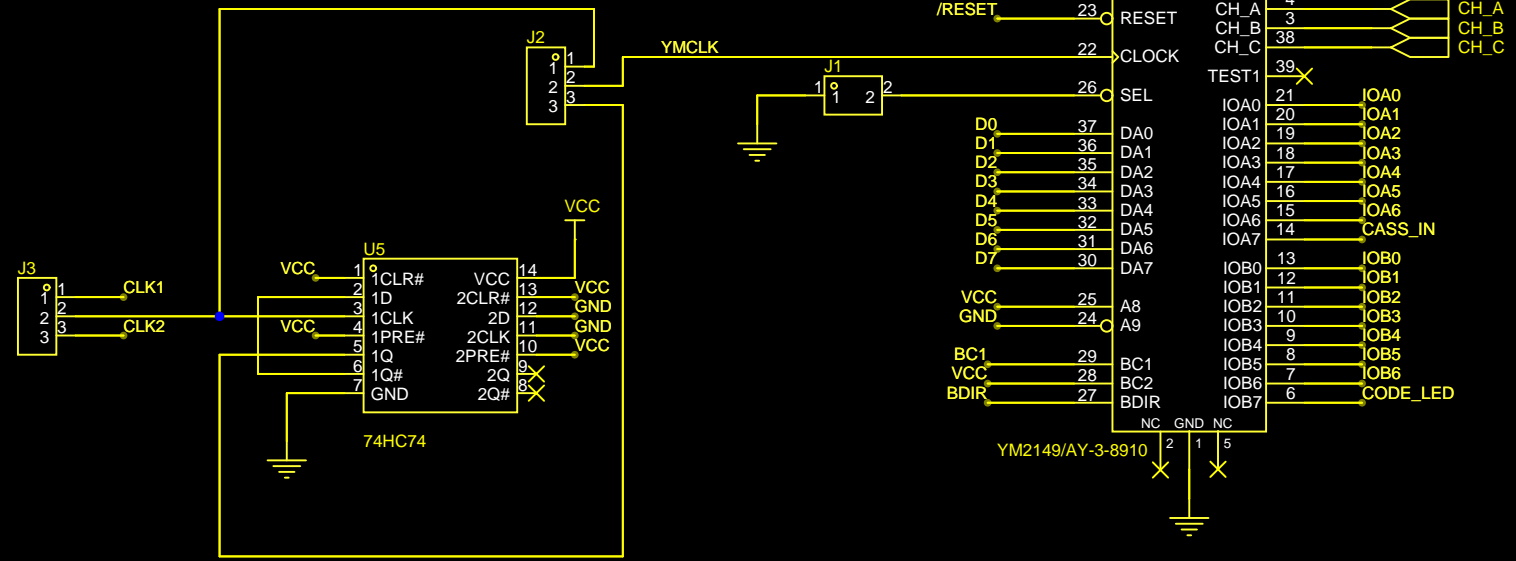 /RESET
23
RESET
22
CLOCK
YMCLK
26
SEL
J1
1
2
1
2
J2
1
2
3
1
2
3
D0
37
DA0
D1
36
DA1
D2
35
DA2
D3
34
DA3
D4
33
DA4
D5
32
DA5
D6
31
DA6
D7
30
DA7
VCC
25
A8
GND
24
A9
BC1
29
BC1
VCC
28
BC2
BDIR
27
BDIR
CH_A
CH_A
CH_B
3
CH_B
CH_C
38
CH_C
TEST1
39
IOA0
21
IOA0
IOA1
20
IOA1
IOA2
19
IOA2
IOA3
18
IOA3
IOA4
17
IOA4
IOA5
16
IOA5
IOA6
15
IOA6
IOA7
14
CASS_IN
IOB0
13
IOB0
IOB1
12
IOB1
IOB2
11
IOB2
IOB3
10
IOB3
IOB4
9
IOB4
IOB5
8
IOB5
IOB6
7
IOB6
IOB7
6
CODE_LED
NC
GND
NC
2
1
5
YM2149/AY-3-8910
J3
1
2
3
1
2
3
CLK1
CLK2
U5
VCC
1
1CLR#
2
1D
3
1CLK
VCC
4
1PRE#
5
1Q
6
1Q#
7
GND
VCC
VCC
14
2CLR#
13
VCC
2D
12
GND
2CLK
11
GND
2PRE#
10
VCC
2Q
9
2Q#
8
74HC74